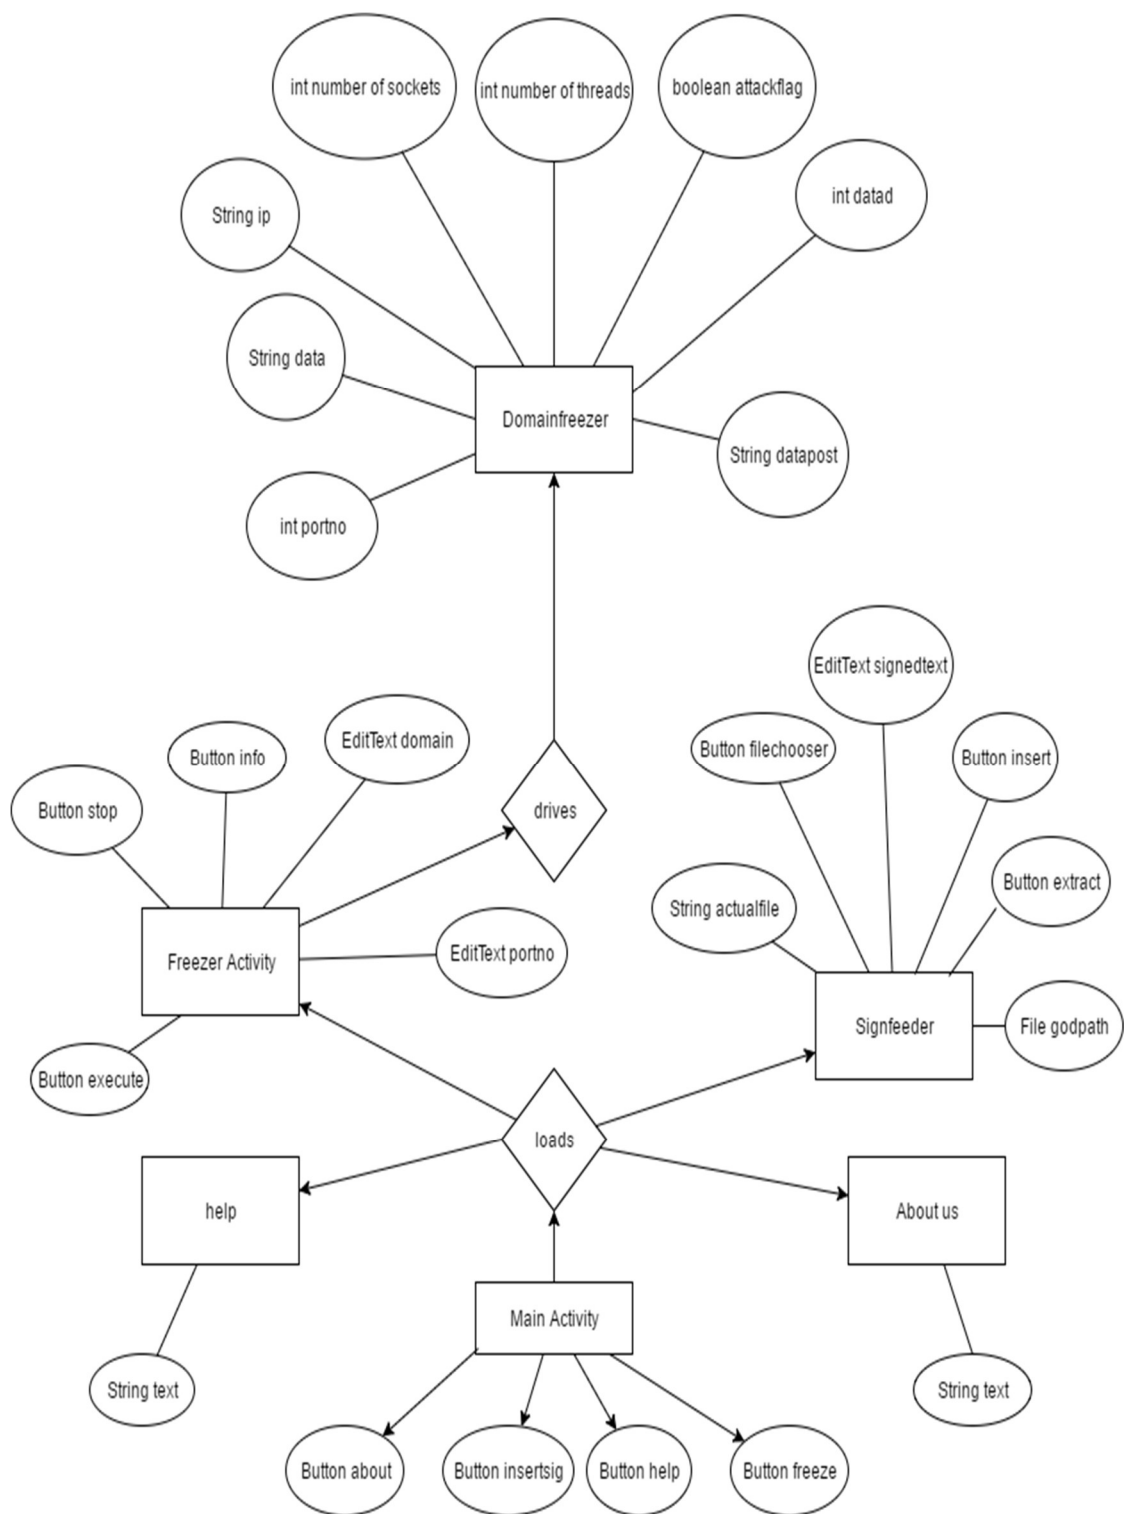 int number of sockets
int number of threads
boolean attackflag
int datad
String ip
String data
Domainfreezer
String datapost
int portno
EditText signedtext
EditText domain
Button info
Button filechooser
Button insert
Button stop
drives
Button extract
String actualfile
EditText portno
Freezer Activity
Signfeeder
File godpath
Button execute
loads
help
About us
Main Activity
String text
String text
Button about
Button insertsig
Button help
Button freeze